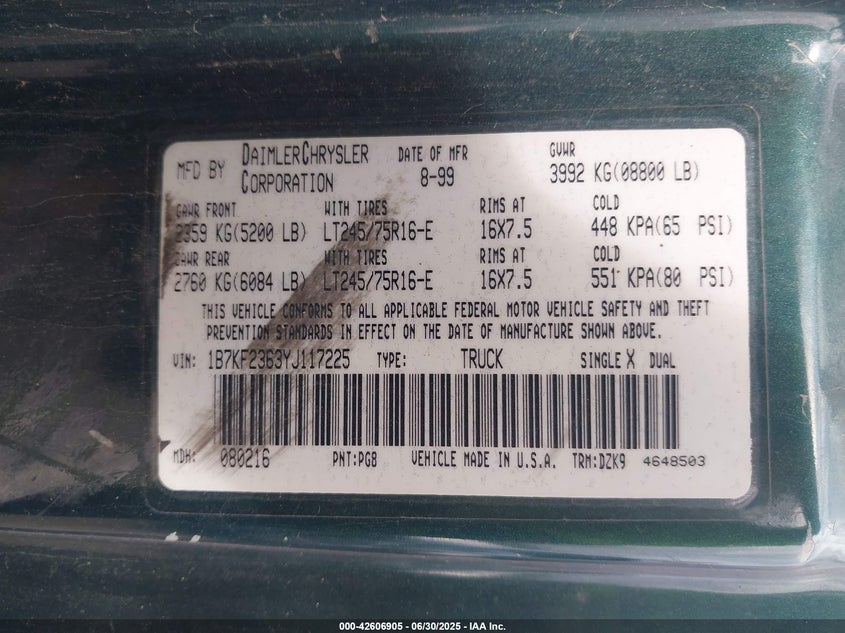 MFD BY DAIMLERCHRYSLER CORPORATION DATE OF MFR 8-99 GVWR 3992 KG(08800 LB)
GAWR FRONT WITH TIRES RIMS AT COLD
2359 KG(5200 LB) LT245/75R16-E 16X7.5 448 KPA(65 PSI)
GAWR REAR WITH TIRES RIMS AT COLD
2760 KG(6084 LB) LT245/75R16-E 16X7.5 551 KPA(80 PSI)
THIS VEHICLE CONFORMS TO ALL APPLICABLE FEDERAL MOTOR VEHICLE SAFETY AND THEFT
PREVENTION STANDARDS IN EFFECT ON THE DATE OF MANUFACTURE SHOWN ABOVE.
VIN: 1B7KF2363YJ117225 TYPE: TRUCK SINGLE X DUAL
MDH: 080216 PNT:PG8 VEHICLE MADE IN U.S.A. TRM:DZK9 4648503
000-42606905 / 06/30/2025 - IAA Inc.